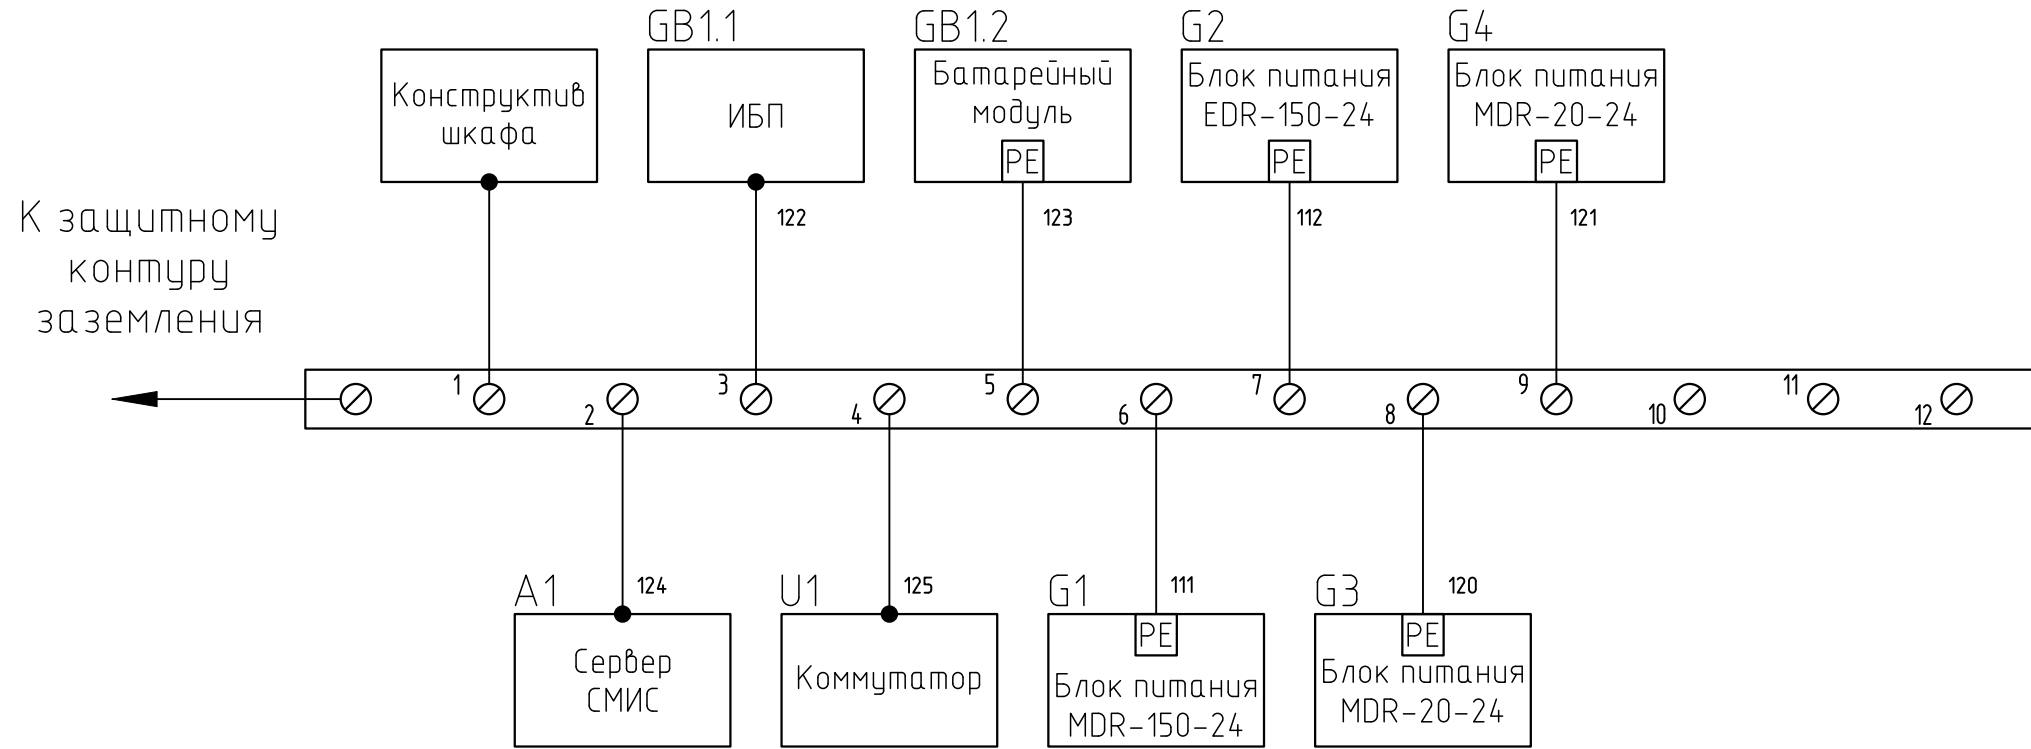 GB1.1
GB1.2
G2
G4
Конструктив
шкафа
ИБП
Батарейный
модуль
PE
Блок питания
EDR-150-24
PE
Блок питания
MDR-20-24
PE
К защитному
контуру
заземления
122
123
112
121
1
2
3
4
5
6
7
8
9
10
11
12
A1
124
U1
125
G1
111
G3
120
Сервер
СМИС
Коммутатор
PE
Блок питания
MDR-150-24
PE
Блок питания
MDR-20-24